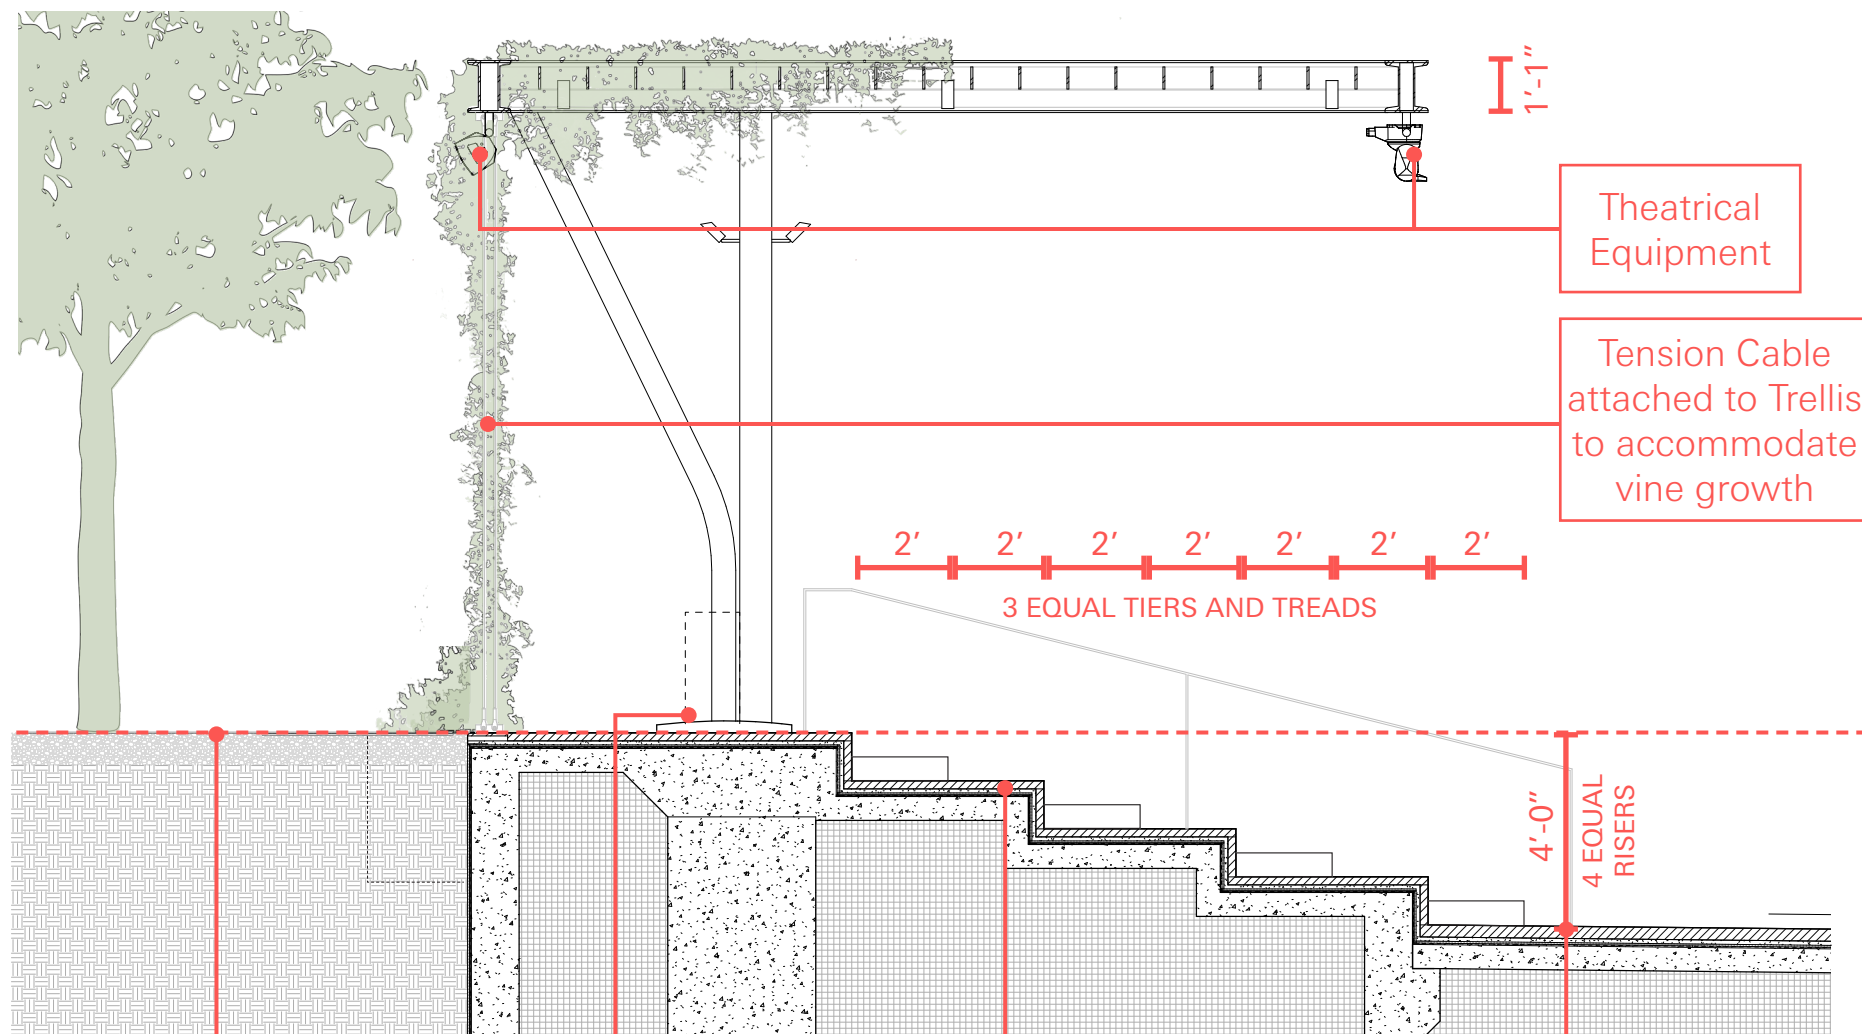 1'-1"
Theatrical
Equipment
Tension Cable
attached to Trellis
to accommodate
vine growth
2' 2' 2' 2' 2' 2' 2'
3 EQUAL TIERS AND TREADS
4'-0"
4 EQUAL
RISERS